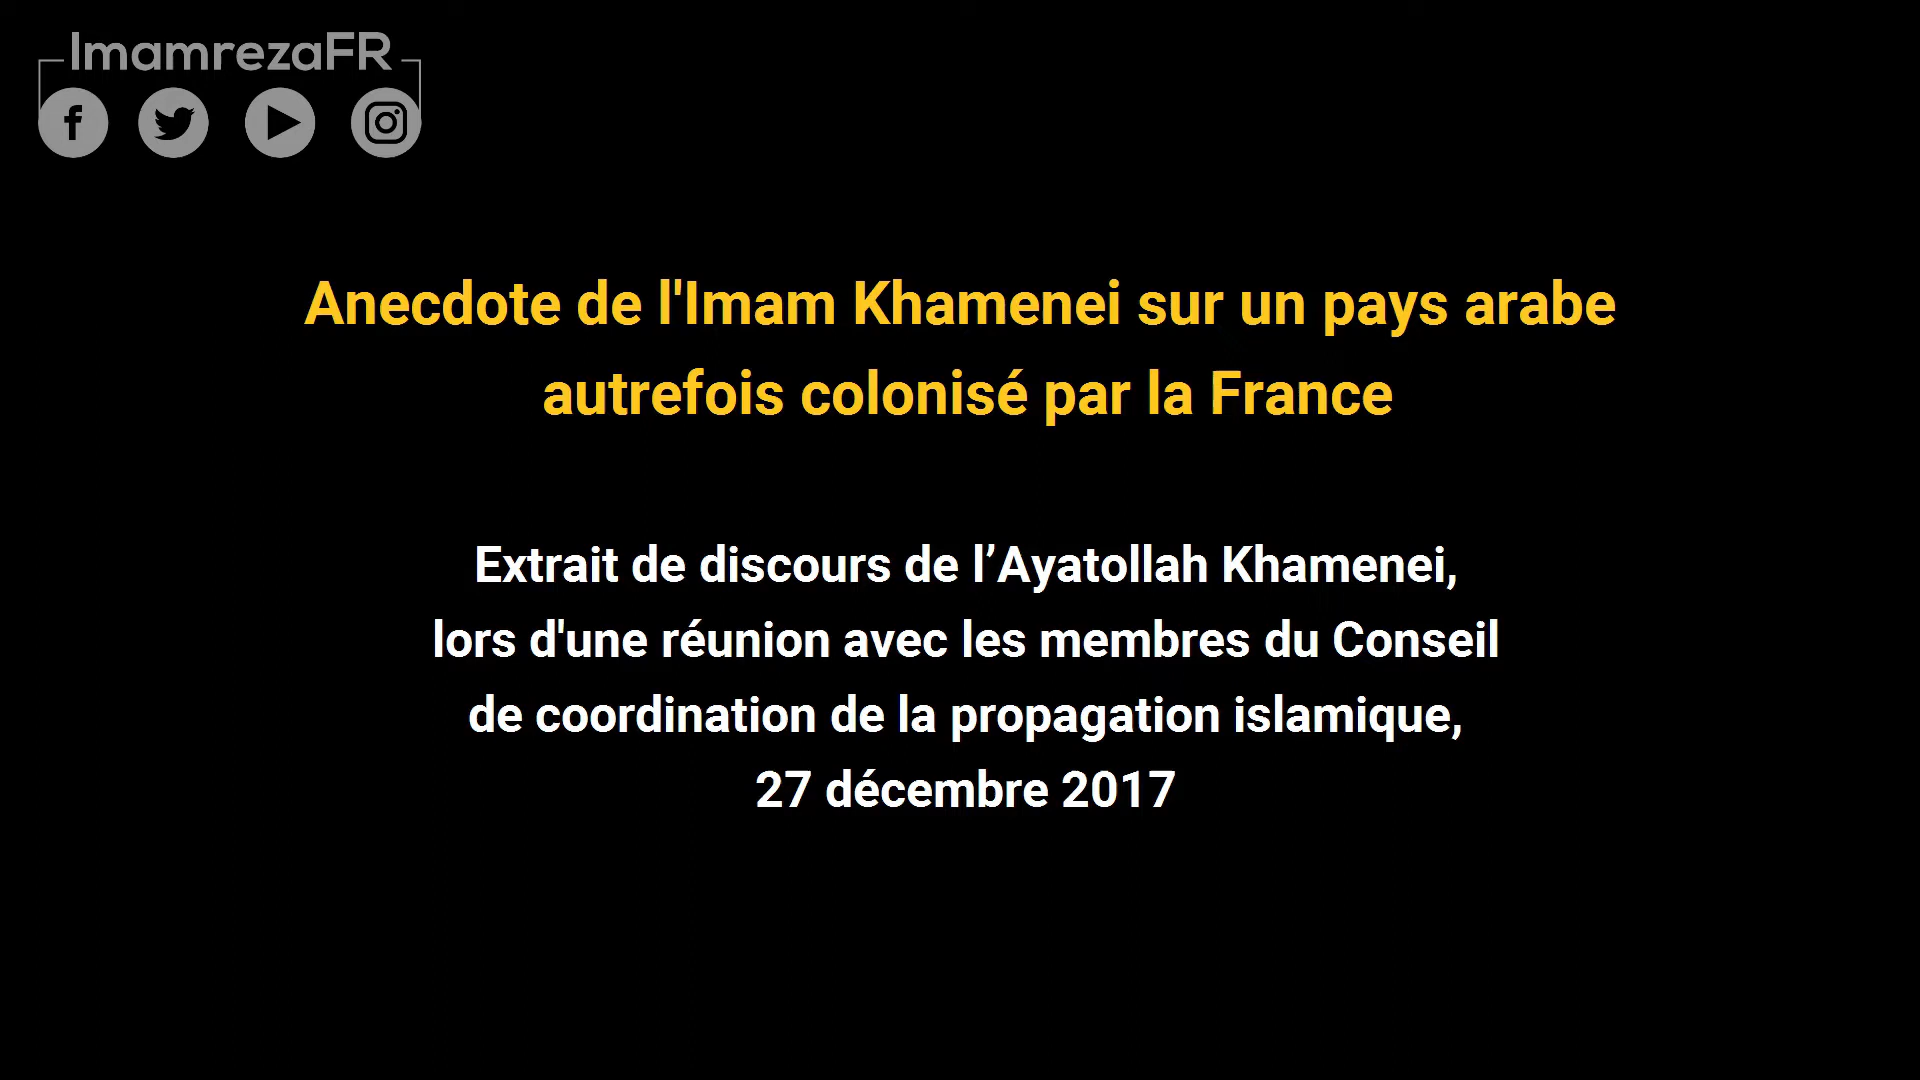 ImamrezaFR
Anecdote de l'Imam Khamenei sur un pays arabe
autrefois colonisé par la France
Extrait de discours de l’Ayatollah Khamenei,
lors d'une réunion avec les membres du Conseil
de coordination de la propagation islamique,
27 décembre 2017